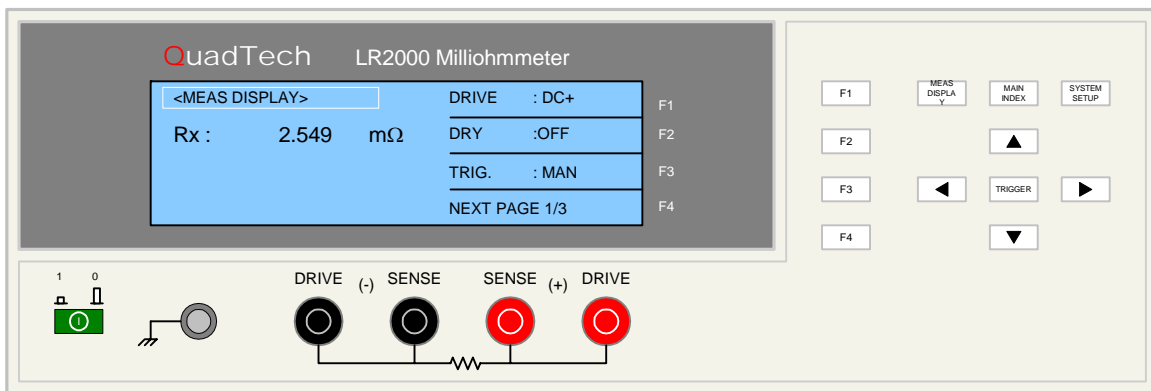 QuadTech LR2000 Milliohmmeter
<MEAS DISPLAY> DRIVE : DC+ F1
Rx : 2.549 mΩ DRY :OFF F2
TRIG. : MAN F3
NEXT PAGE 1/3 F4
F1
MEAS
DISPLA
Y
MAIN
INDEX
SYSTEM
SETUP
F2
F3 TRIGGER
F4
1 0
DRIVE (-) SENSE SENSE (+) DRIVE
I